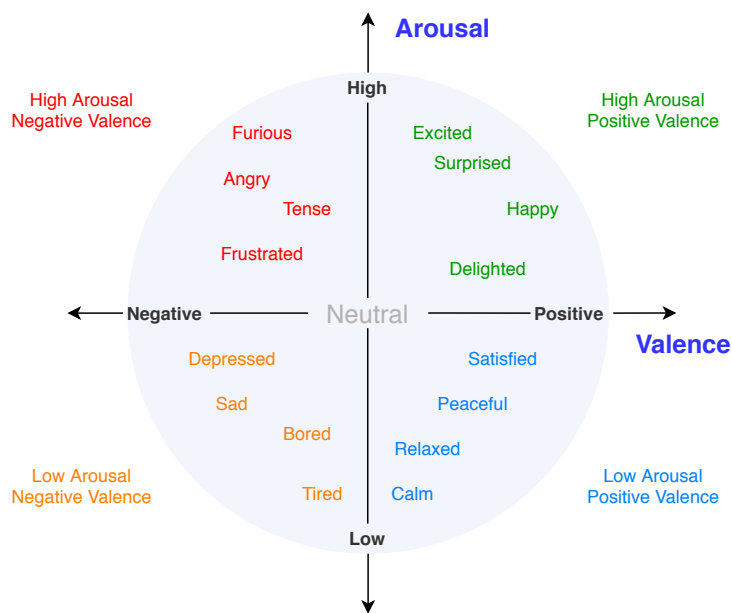 Arousal
High
High Arousal
Negative Valence
High Arousal
Positive Valence
Furious
Excited
Surprised
Angry
Tense
Happy
Frustrated
Delighted
Negative
Neutral
Positive
Valence
Depressed
Satisfied
Sad
Peaceful
Bored
Relaxed
Low Arousal
Negative Valence
Low Arousal
Positive Valence
Tired
Calm
Low